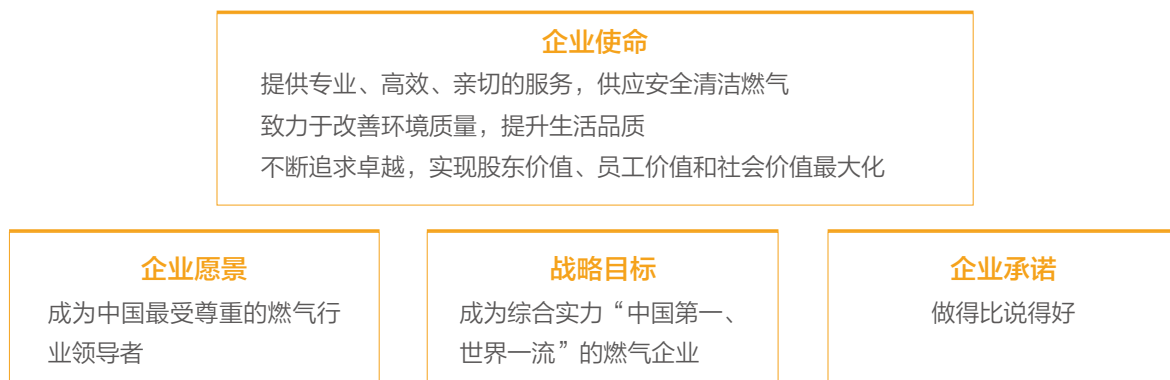 企业使命
提供专业、高效、亲切的服务，供应安全清洁燃气
致力于改善环境质量，提升生活品质
不断追求卓越，实现股东价值、员工价值和社会价值最大化
企业愿景
成为中国最受尊重的燃气行
业领导者
战略目标
成为综合实力“中国第一、
世界一流”的燃气企业
企业承诺
做得比说得好